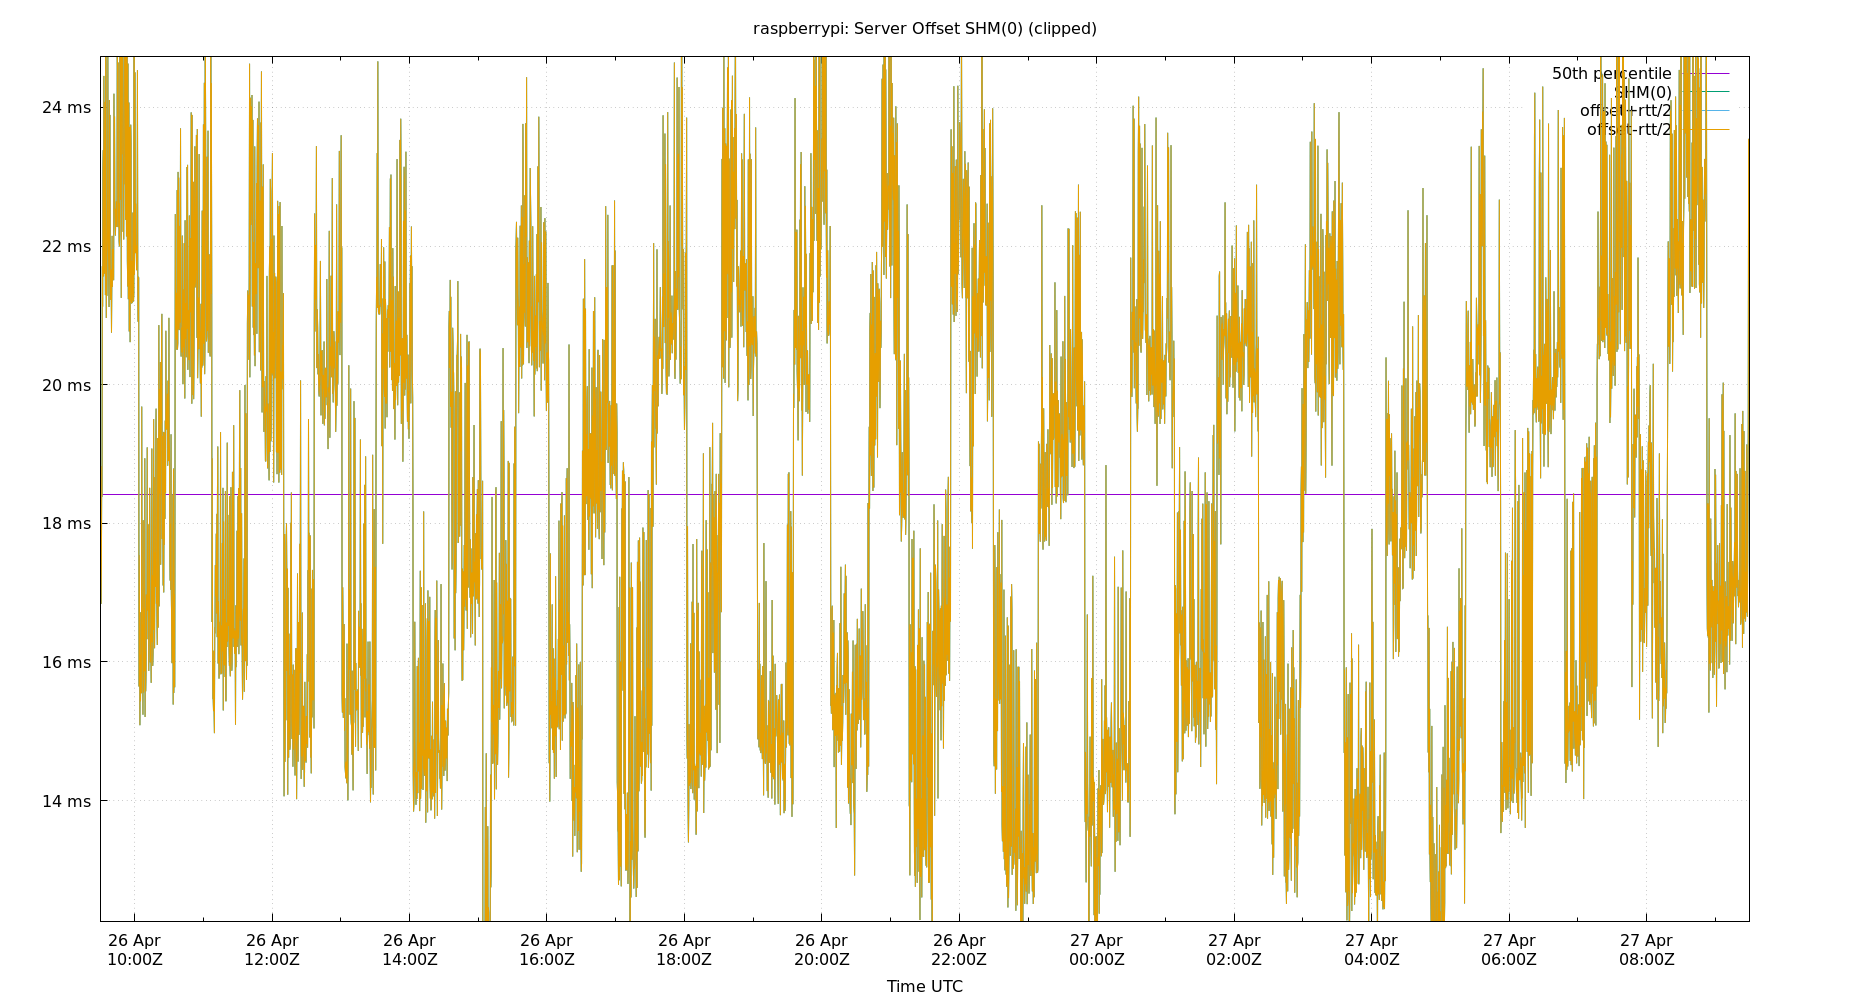 raspberrypi: Server Offset SHM(0) (clipped)
50th percentile
SHM(0)
offset+rtt/2
offset-rtt/2
24 ms
22 ms
20 ms
18 ms
16 ms
14 ms
26 Apr 26 Apr 26 Apr 26 Apr 26 Apr 26 Apr 26 Apr 27 Apr 27 Apr 27 Apr 27 Apr 27 Apr
10:00Z 12:00Z 14:00Z 16:00Z 18:00Z 20:00Z 22:00Z 00:00Z 02:00Z 04:00Z 06:00Z 08:00Z
Time UTC